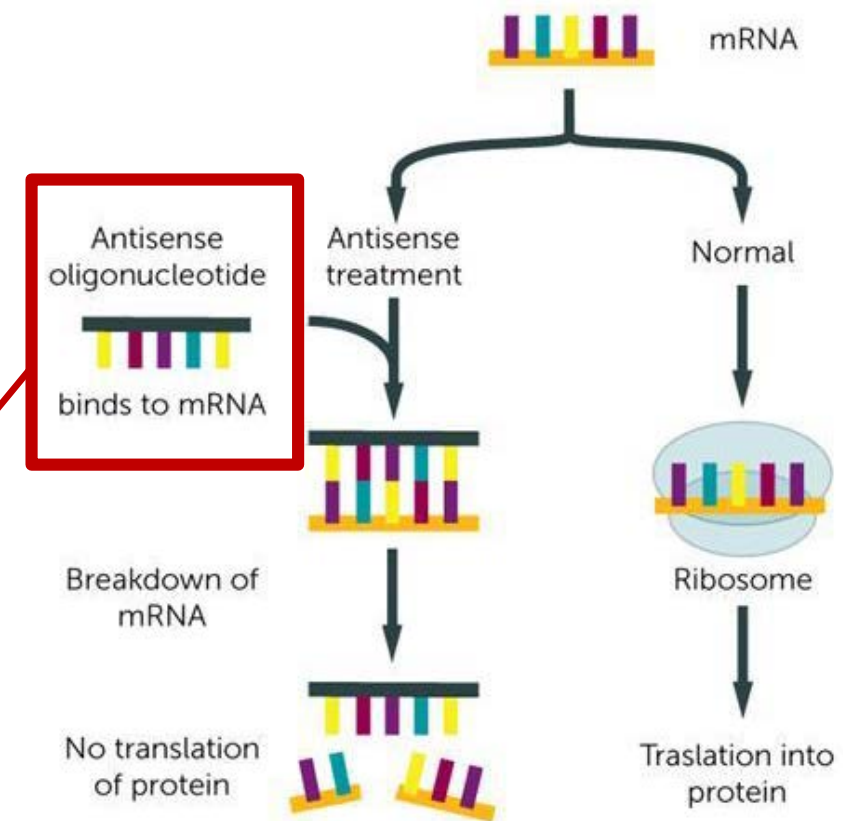 mRNA
Antisense
oligonucleotide
binds to mRNA
Antisense
treatment
Normal
Breakdown of
mRNA
Ribosome
No translation
of protein
Traslation into
protein